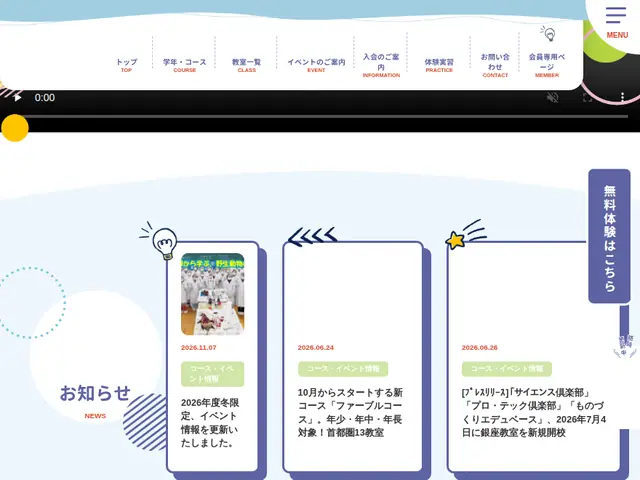 トップ
TOP
学年・コース
COURSE
教室一覧
CLASS
イベントのご案内
EVENT
入会のご案
内
INFORMATION
体験実習
PRACTICE
お問い合
わせ
CONTACT
会員専用ペ
ージ
MEMBER
MENU
0:00
無料体験はこちら
お知らせ
NEWS
2026.11.07
コース・イベ
ント情報
2026年度冬限
定、イベント
情報を更新い
たしました。
2026.06.24
コース・イベント情報
10月からスタートする新
コース「ファーブルコー
ス」。年少・年中・年長
対象！首都圏13教室
2026.06.26
コース・イベント情報
[ﾌﾟﾚｽﾘﾘｰｽ]｢サイエンス倶楽部」
「プロ・テック倶楽部」「ものづ
くりエデュベース」、2026年7月4
日に銀座教室を新規開校